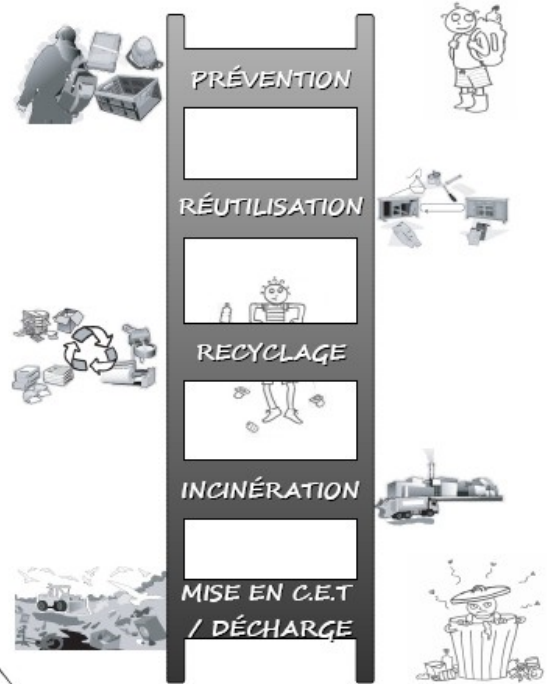 PRÉVENTION
RÉUTILISATION
RECYCLAGE
INCINÉRATION
MISE EN C.E.T
/ DÉCHARGE